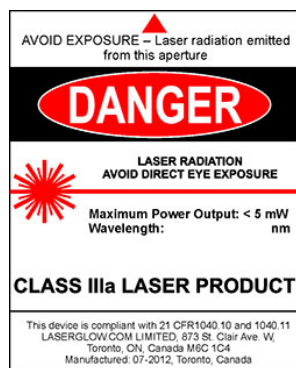 AVOID EXPOSURE – Laser radiation emitted
from this aperture
DANGER
LASER RADIATION
AVOID DIRECT EYE EXPOSURE
Maximum Power Output: < 5 mW
Wavelength: nm
CLASS IIIa LASER PRODUCT
This device is compliant with 21 CFR1040.10 and 1040.11
LASERGLOW.COM LIMITED, 873 St. Clair Ave. W,
Toronto, ON, Canada M6C 1C4
Manufactured: 07-2012, Toronto, Canada